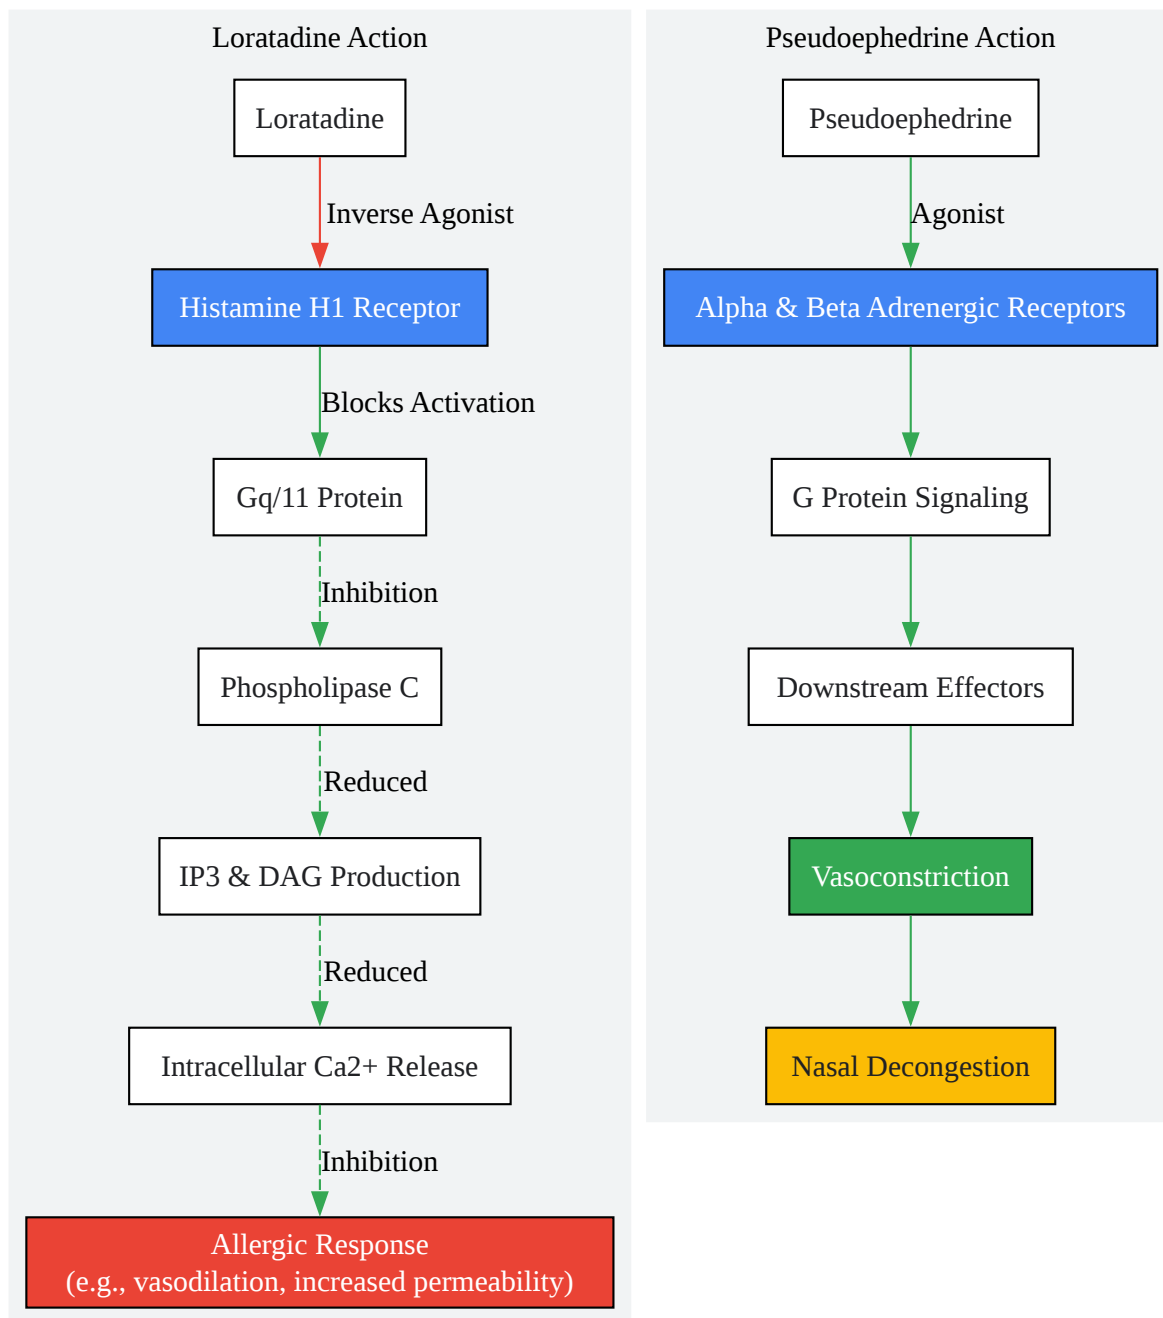 Loratadine Action
Loratadine
Inverse Agonist
Histamine H1 Receptor
Blocks Activation
Gq/11 Protein
Inhibition
Phospholipase C
Reduced
IP3 & DAG Production
Reduced
Intracellular Ca2+ Release
Inhibition
Allergic Response
(e.g., vasodilation, increased permeability)
Pseudoephedrine Action
Pseudoephedrine
Agonist
Alpha & Beta Adrenergic Receptors
G Protein Signaling
Downstream Effectors
Vasoconstriction
Nasal Decongestion